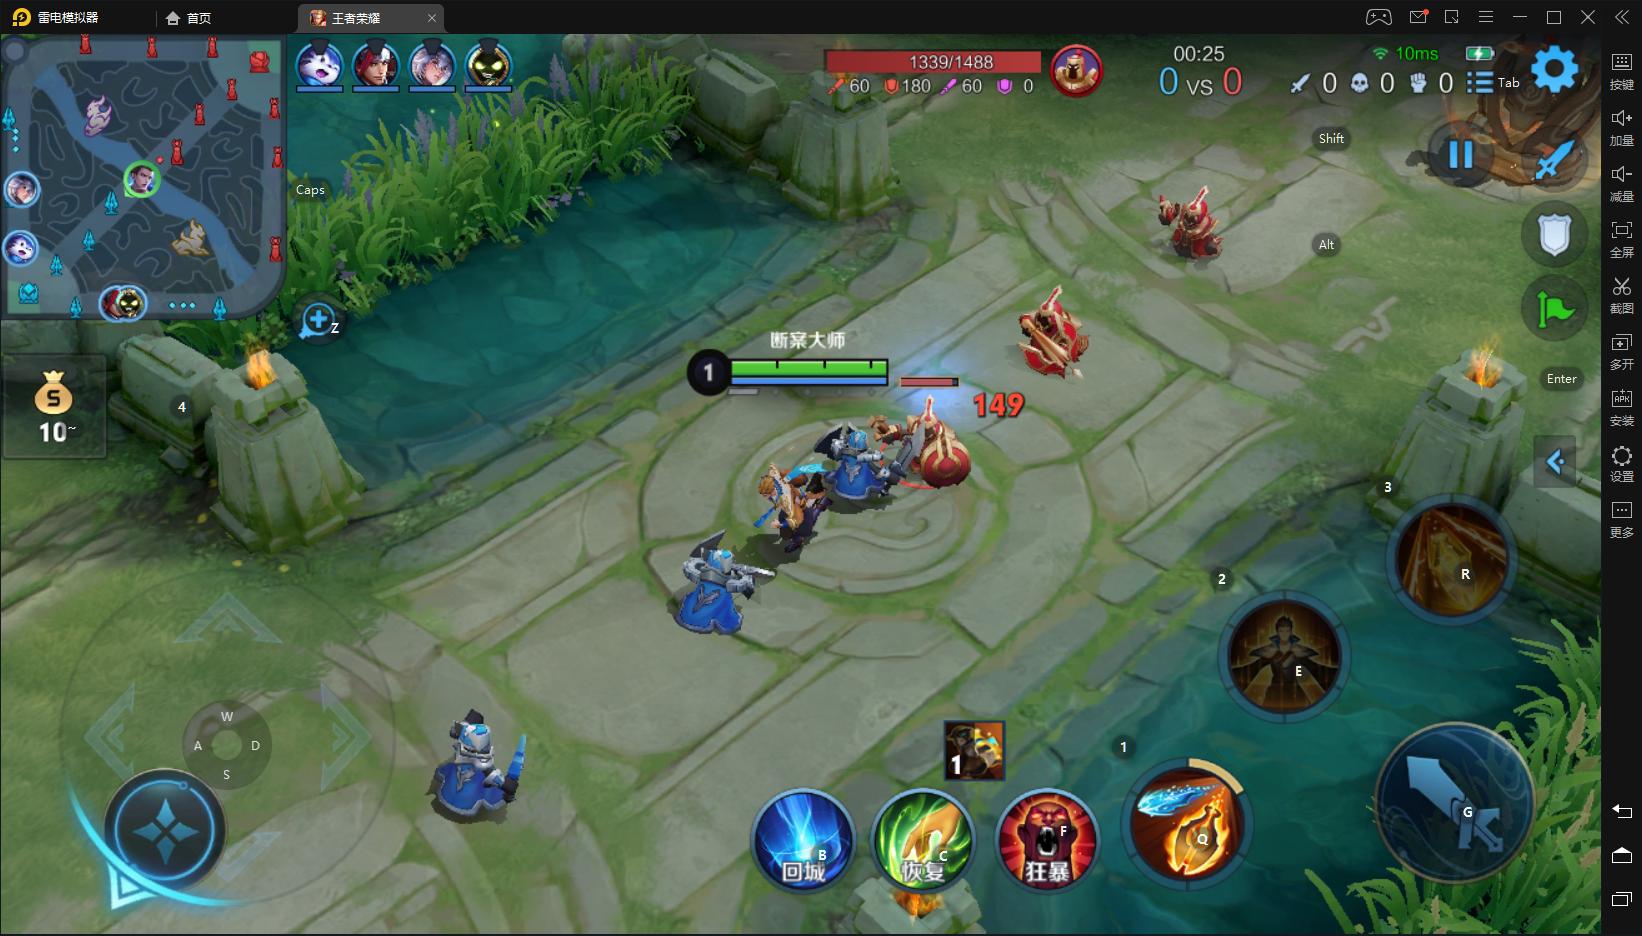 雷电模拟器
首页
王者荣耀
1339/1488
60
180
60
0
00:25
0 VS 0
10ms
0
0
0
Tab
按键
加量
减量
全屏
截图
多开
安装
设置
更多
APK
Shift
Caps
Alt
Z
Enter
断案大师
1
149
S
10~
4
3
R
2
E
W
A
D
S
1
1
Q
G
B
回城
C
恢复
F
狂暴